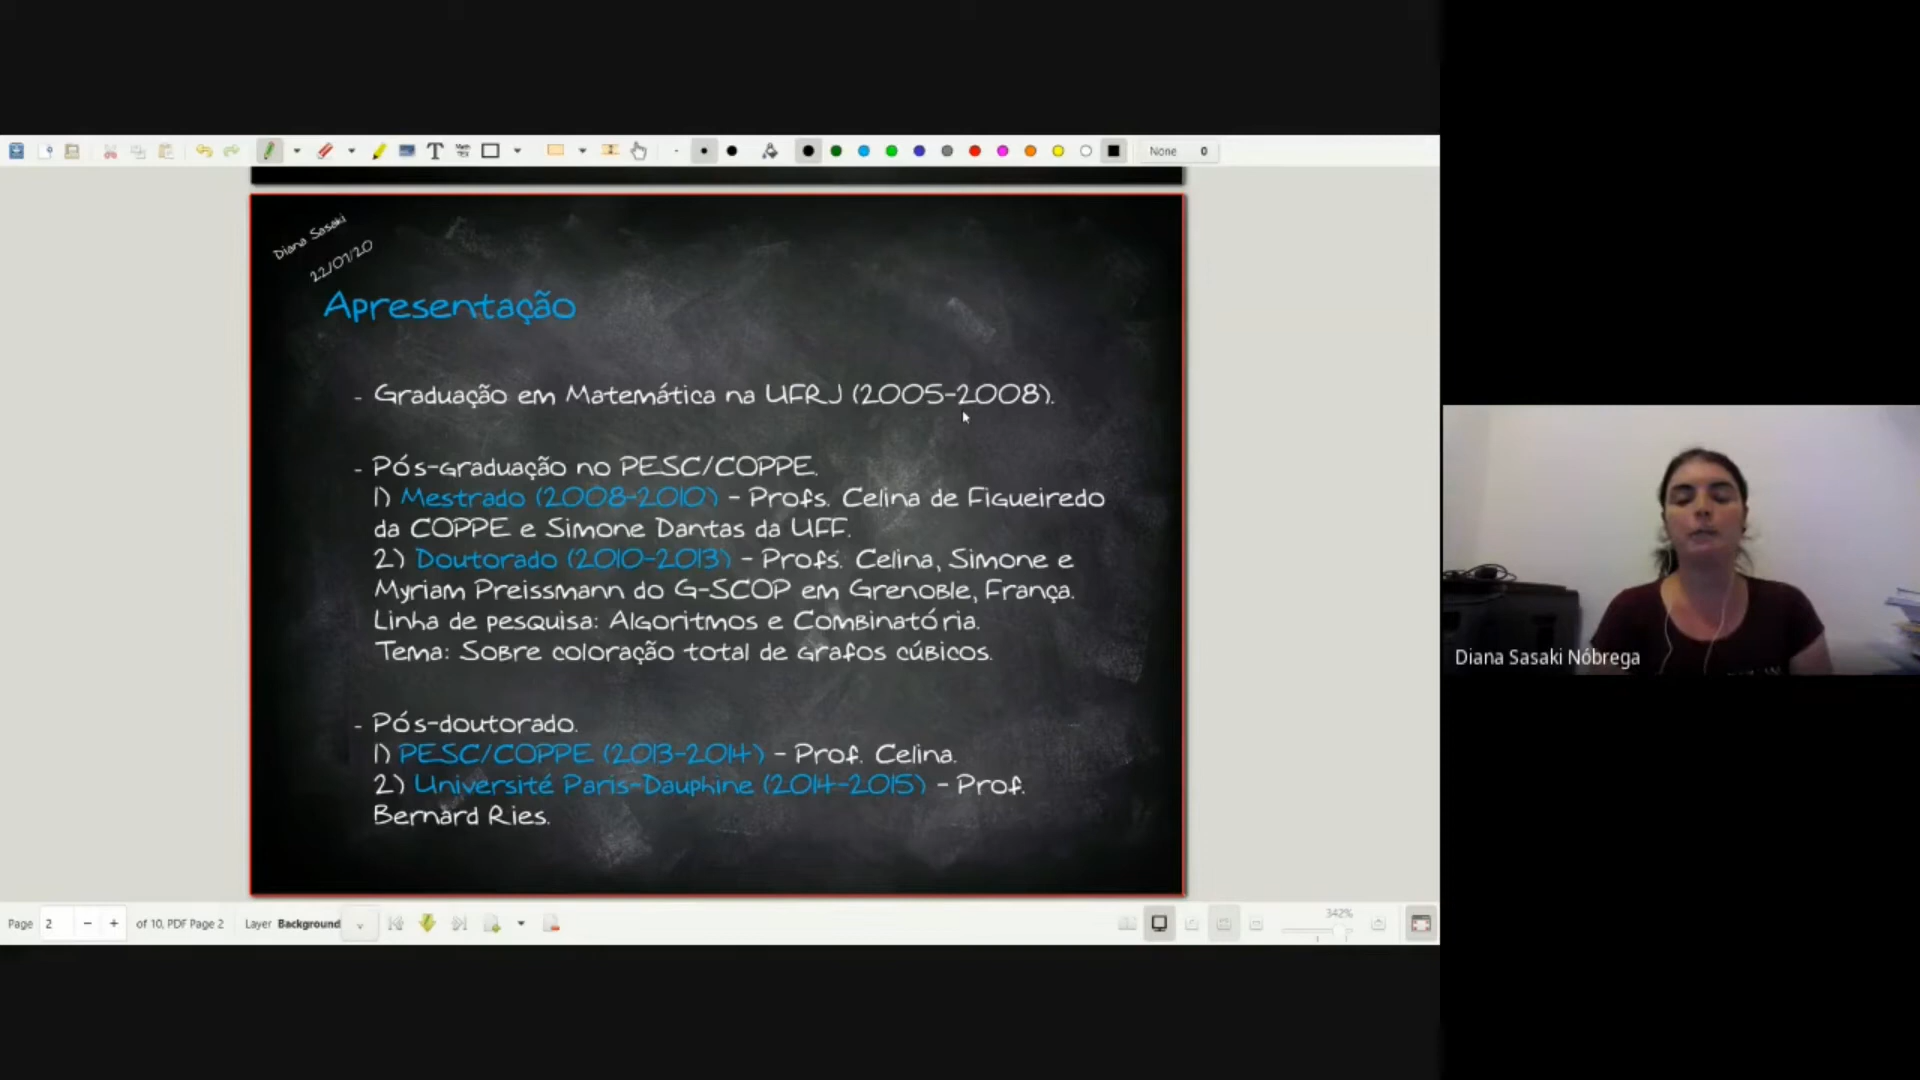 None 0
Diana Sasaki
22/01/20
Apresentação
- Graduação em Matemática na UFRJ (2005-2008).
- Pós-Graduação no PESC/COPPE.
1) Mestrado (2008-2010) - Profs. Celina de Figueiredo
da COPPE e Simone Dantas da UFF.
2) Doutorado (2010-2013) - Profs. Celina, Simone e
Myriam Preissmann do G-SCOP em Grenoble, França.
Linha de pesquisa: Algoritmos e Combinatória.
Tema: Sobre coloração total de grafos cúbicos.
- Pós-doutorado.
1) PESC/COPPE (2013-2014) - Prof. Celina.
2) Université Paris-Dauphine (2014-2015) - Prof.
Bernard Ries.
Diana Sasaki Nóbrega
Page 2 - + of 10, PDF Page 2 Layer Background 342%